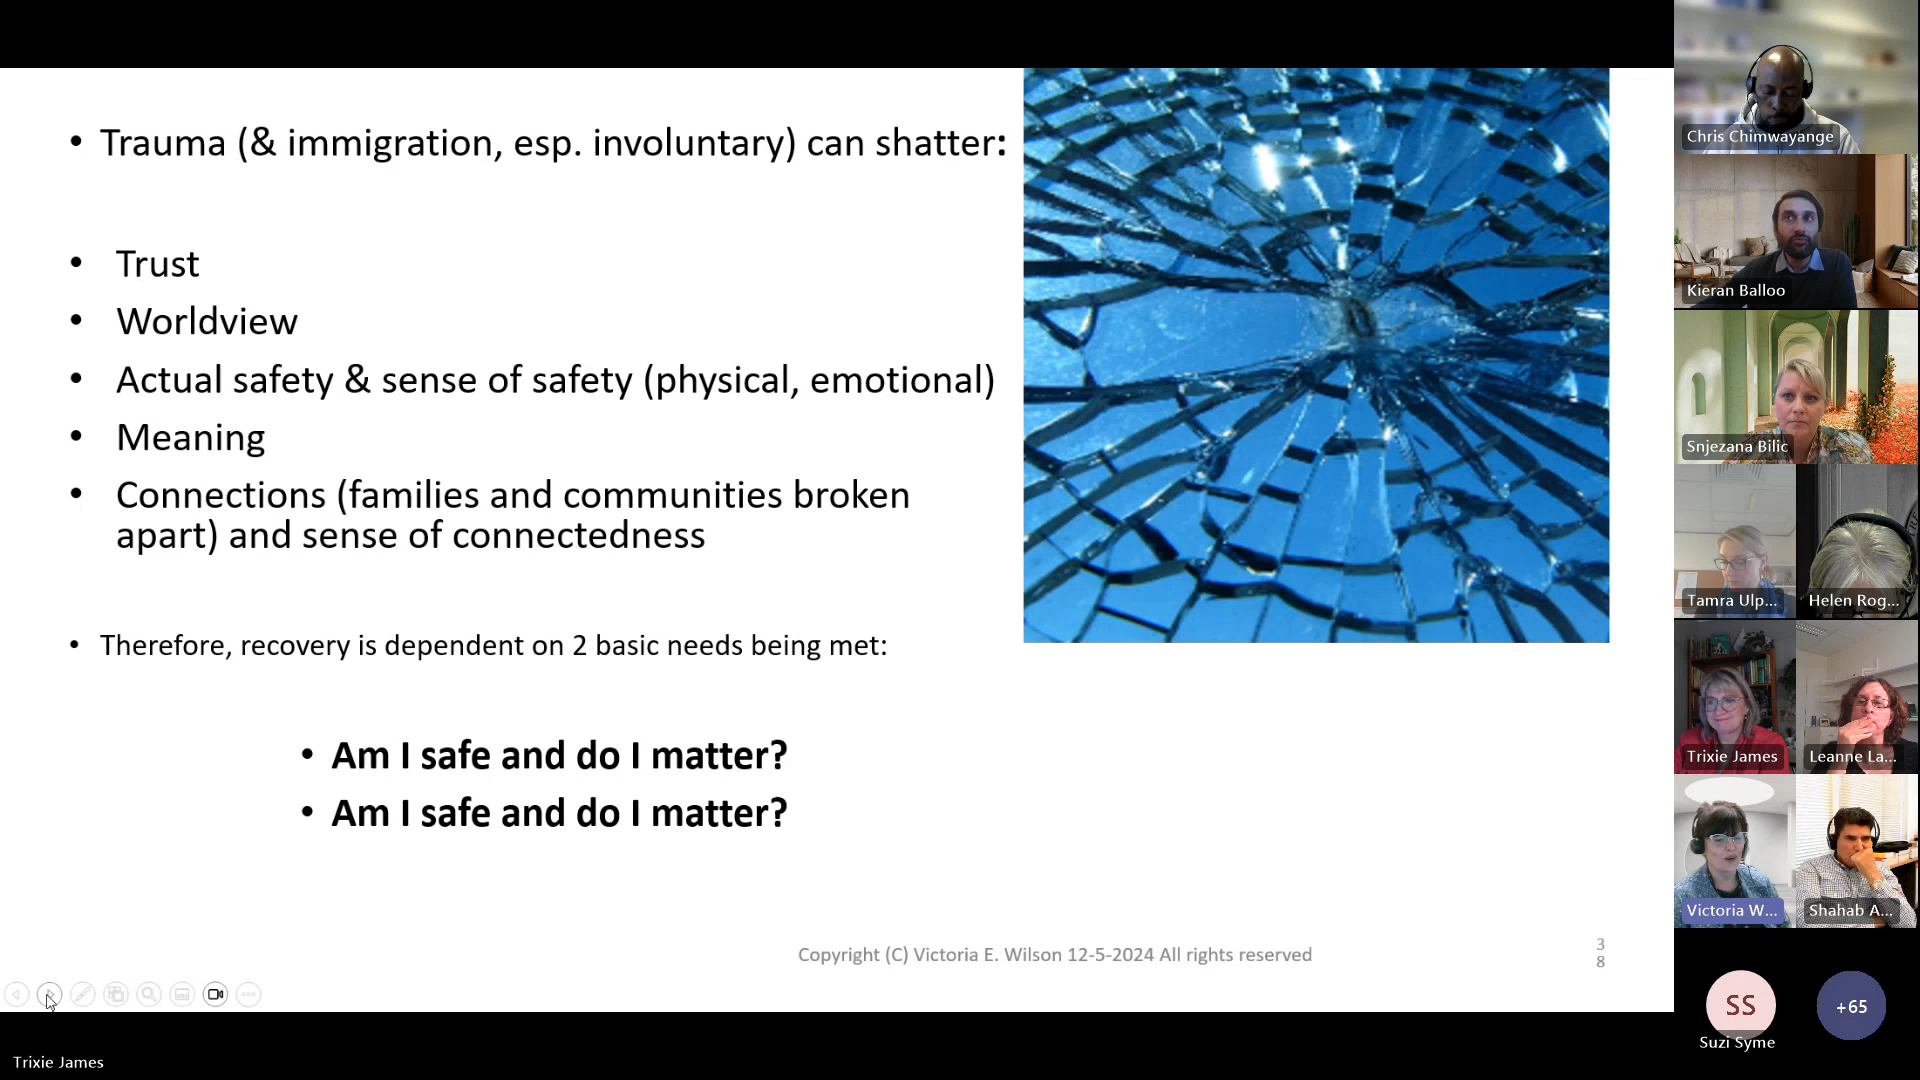 • Trauma (& immigration, esp. involuntary) can shatter:
• Trust
• Worldview
• Actual safety & sense of safety (physical, emotional)
• Meaning
• Connections (families and communities broken
apart) and sense of connectedness
• Therefore, recovery is dependent on 2 basic needs being met:
• Am I safe and do I matter?
• Am I safe and do I matter?
Copyright (C) Victoria E. Wilson 12-5-2024 All rights reserved
3
8
Trixie James
Chris Chimwayange
Kieran Balloo
Snjezana Bilic
Tamra Ulp...
Helen Rog...
Trixie James
Leanne La...
Victoria W...
Shahab A...
SS
+65
Suzi Syme